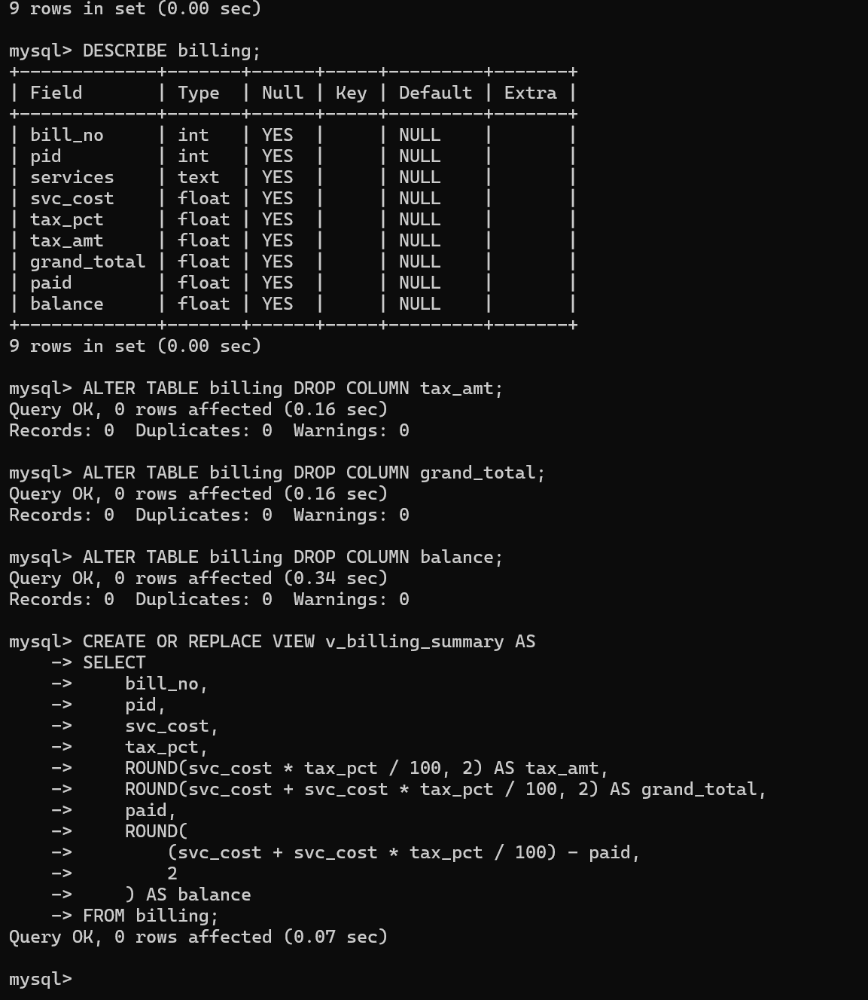 9 rows in set (0.00 sec)
mysql> DESCRIBE billing;
+-------------+-------+------+-----+---------+-------+
| Field       | Type  | Null | Key | Default | Extra |
+-------------+-------+------+-----+---------+-------+
| bill_no     | int   | YES  |     | NULL    |       |
| pid         | int   | YES  |     | NULL    |       |
| services    | text  | YES  |     | NULL    |       |
| svc_cost    | float | YES  |     | NULL    |       |
| tax_pct     | float | YES  |     | NULL    |       |
| tax_amt     | float | YES  |     | NULL    |       |
| grand_total | float | YES  |     | NULL    |       |
| paid        | float | YES  |     | NULL    |       |
| balance     | float | YES  |     | NULL    |       |
+-------------+-------+------+-----+---------+-------+
9 rows in set (0.00 sec)
mysql> ALTER TABLE billing DROP COLUMN tax_amt;
Query OK, 0 rows affected (0.16 sec)
Records: 0  Duplicates: 0  Warnings: 0
mysql> ALTER TABLE billing DROP COLUMN grand_total;
Query OK, 0 rows affected (0.16 sec)
Records: 0  Duplicates: 0  Warnings: 0
mysql> ALTER TABLE billing DROP COLUMN balance;
Query OK, 0 rows affected (0.34 sec)
Records: 0  Duplicates: 0  Warnings: 0
mysql> CREATE OR REPLACE VIEW v_billing_summary AS
    -> SELECT
    ->     bill_no,
    ->     pid,
    ->     svc_cost,
    ->     tax_pct,
    ->     ROUND(svc_cost * tax_pct / 100, 2) AS tax_amt,
    ->     ROUND(svc_cost + svc_cost * tax_pct / 100, 2) AS grand_total,
    ->     paid,
    ->     ROUND(
    ->         (svc_cost + svc_cost * tax_pct / 100) - paid,
    ->         2
    ->     ) AS balance
    -> FROM billing;
Query OK, 0 rows affected (0.07 sec)
mysql>